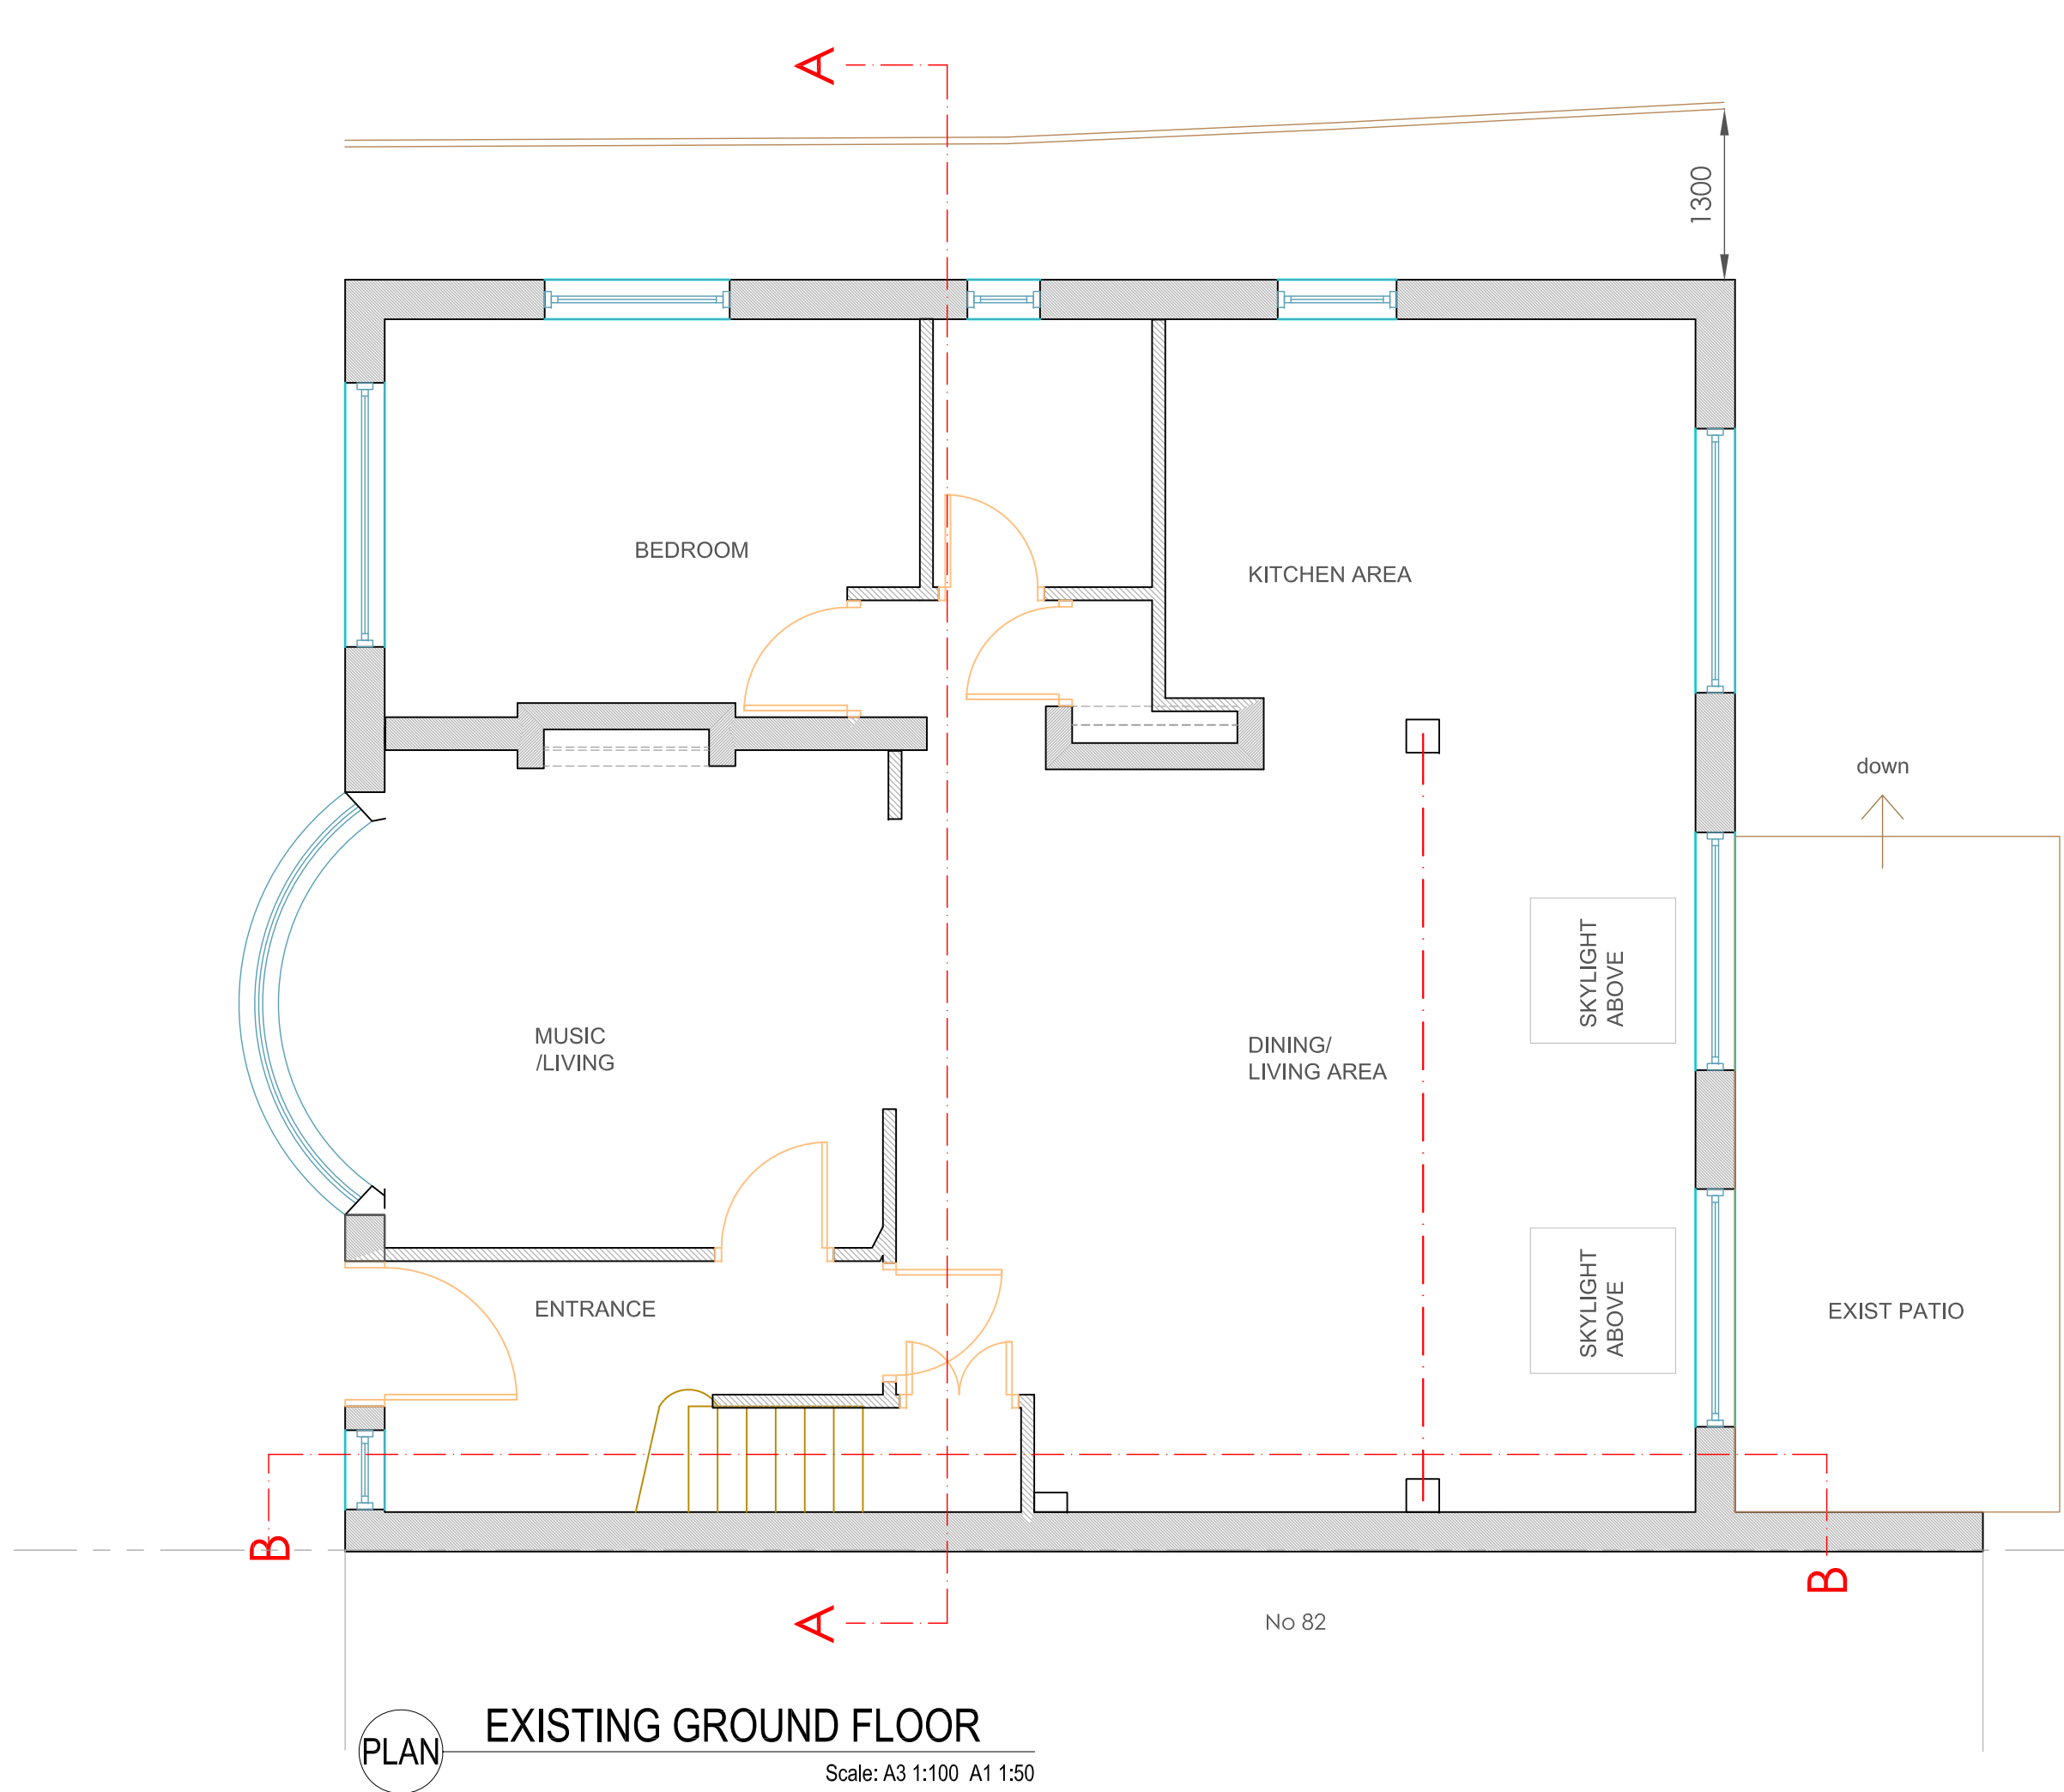 A
1300
BEDROOM
KITCHEN AREA
down
SKYLIGHT
ABOVE
MUSIC
/LIVING
DINING/
LIVING AREA
ENTRANCE
SKYLIGHT
ABOVE
EXIST PATIO
B
B
A
No 82
EXISTING GROUND FLOOR
PLAN
Scale: A3 1:100 A1 1:50